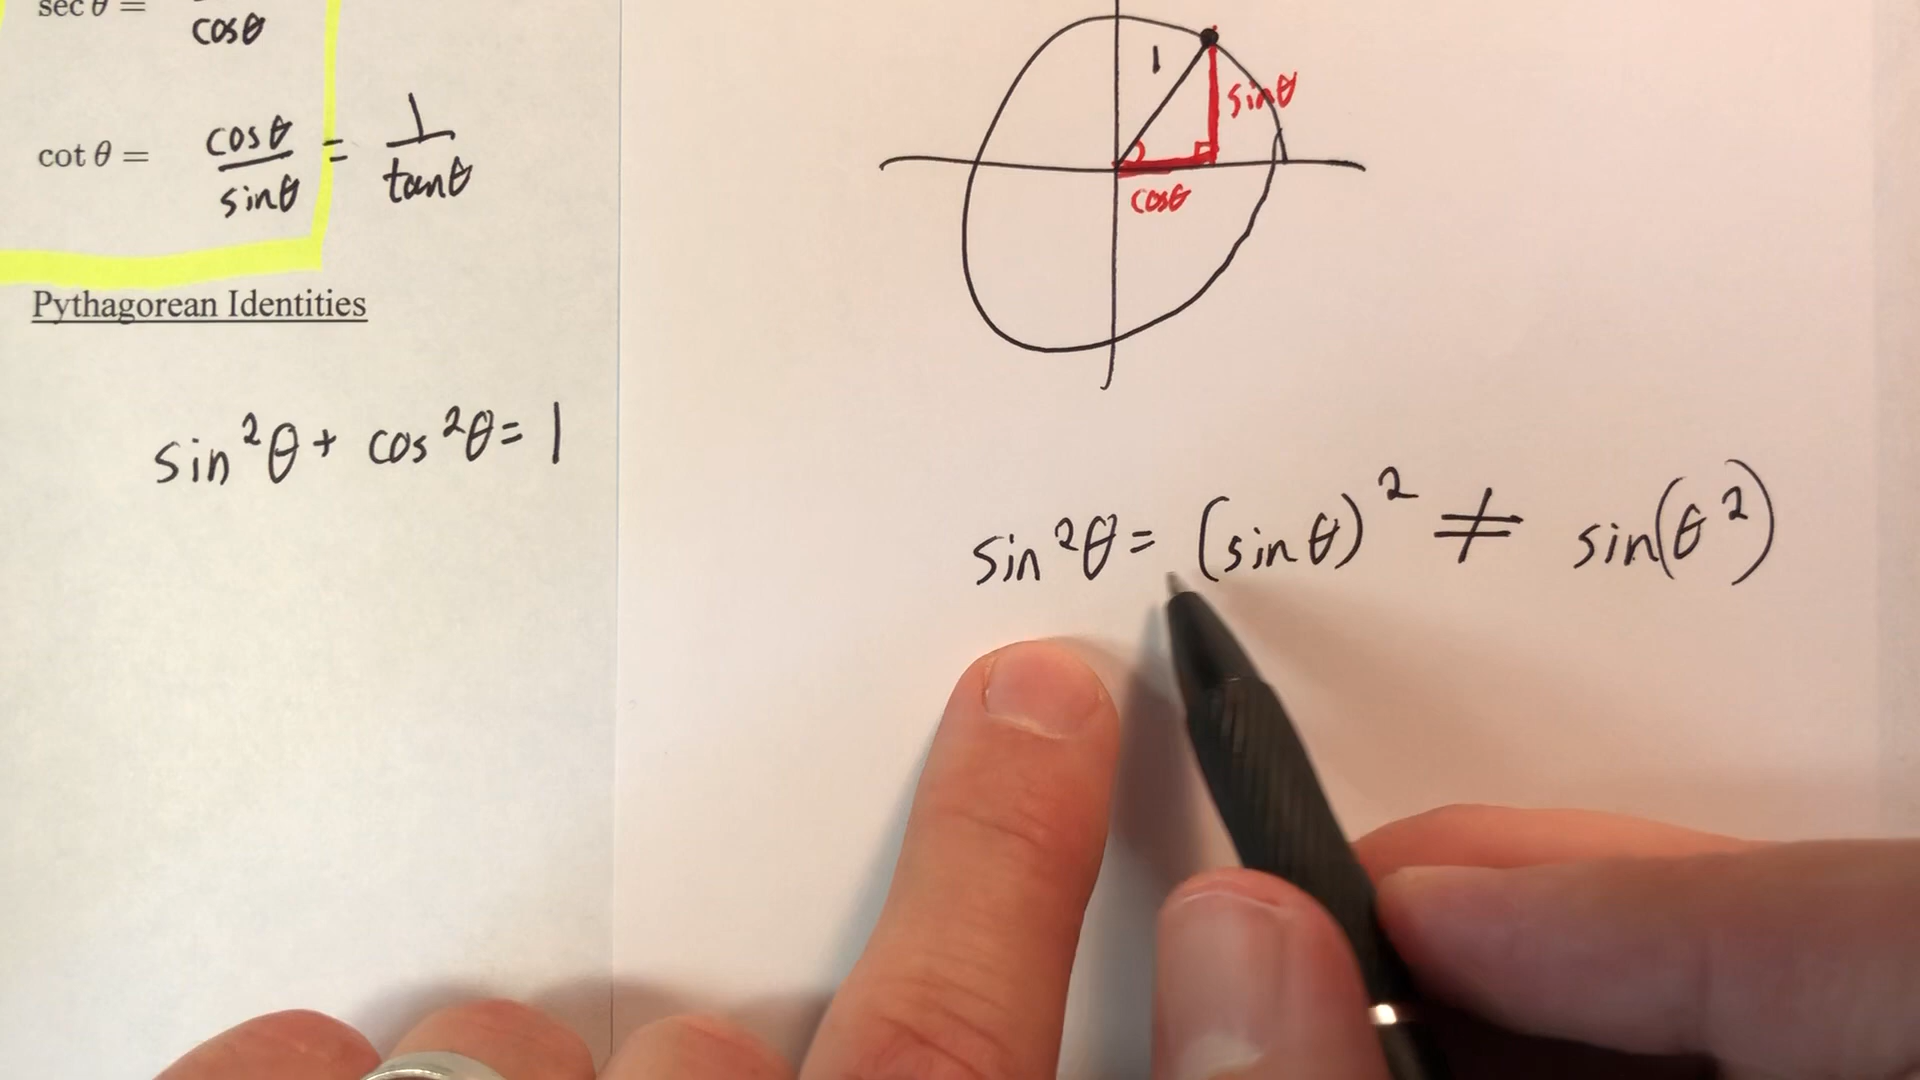 sec θ = cosθ
cot θ = cosθ/sinθ = 1/tanθ
Pythagorean Identities
sin²θ + cos²θ = 1
1
sinθ
cosθ
sin²θ = (sin θ)² ≠ sin(θ²)